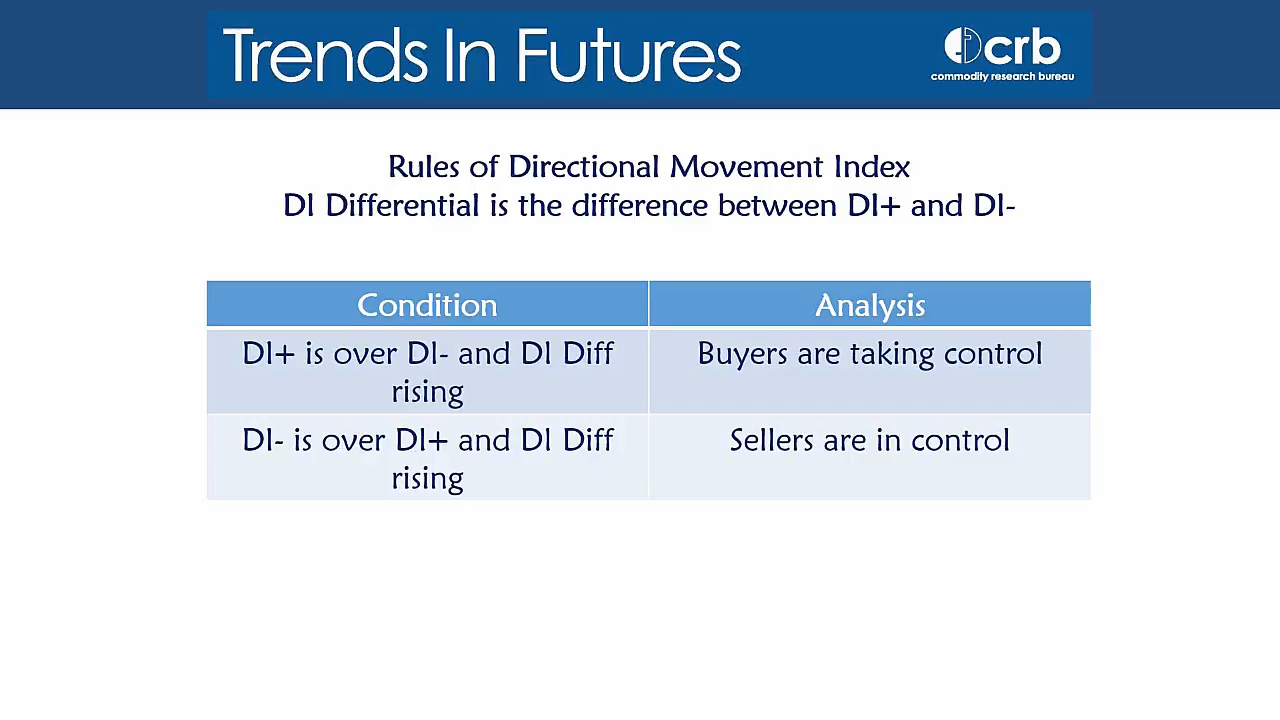 Trends In Futures
crb
commodity research bureau
Rules of Directional Movement Index
DI Differential is the difference between DI+ and DI-
Condition
Analysis
DI+ is over DI- and DI Diff
rising
Buyers are taking control
DI- is over DI+ and DI Diff
rising
Sellers are in control